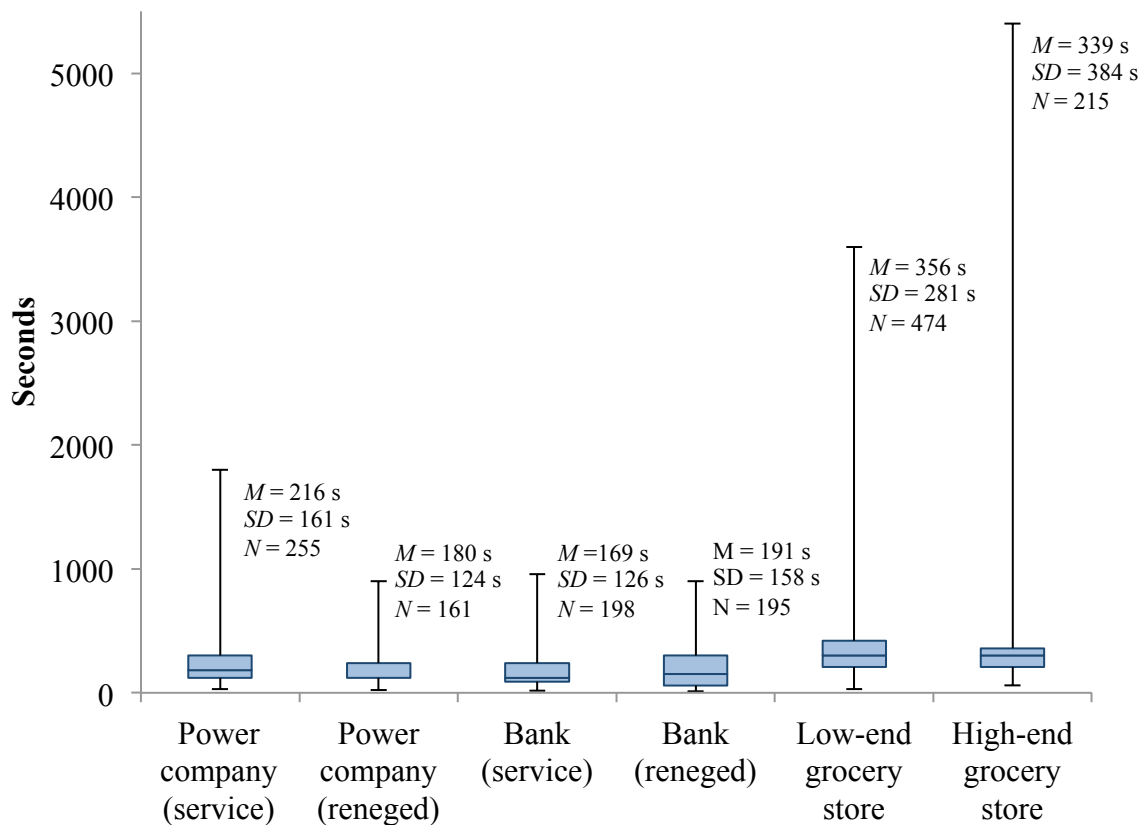 5000
4000
3000
2000
1000
0
Seconds
M = 339 s
SD = 384 s
N = 215
M = 356 s
SD = 281 s
N = 474
M = 216 s
SD = 161 s
N = 255
M = 180 s
SD = 124 s
N = 161
M =169 s
SD = 126 s
N = 198
M = 191 s
SD = 158 s
N = 195
Power
company
(service)
Power
company
(reneged)
Bank
(service)
Bank
(reneged)
Low-end
grocery
store
High-end
grocery
store